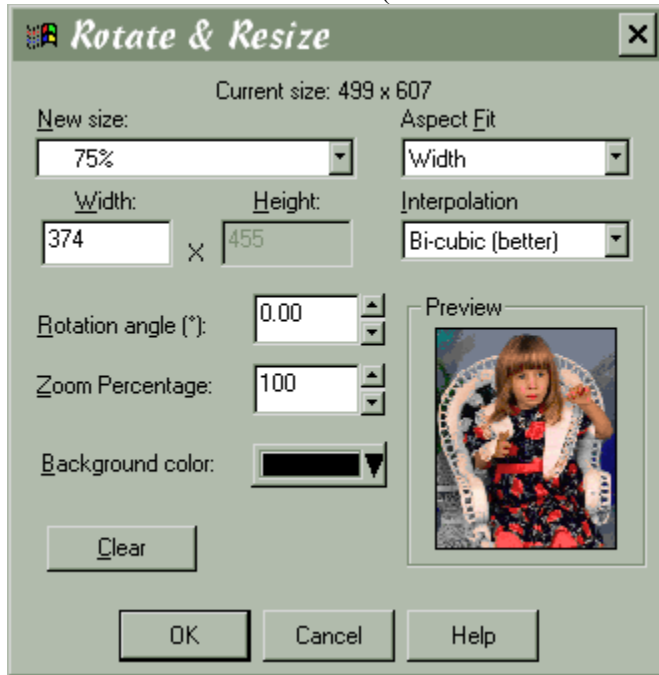 Rotate & Resize
Current size: 499 x 607
New size:
Aspect Fit
75%
Width
Width:
Height:
Interpolation
374
X
455
Bi-cubic (better)
Rotation angle (°):
0.00
Preview
Zoom Percentage:
100
Background color:
Clear
OK
Cancel
Help